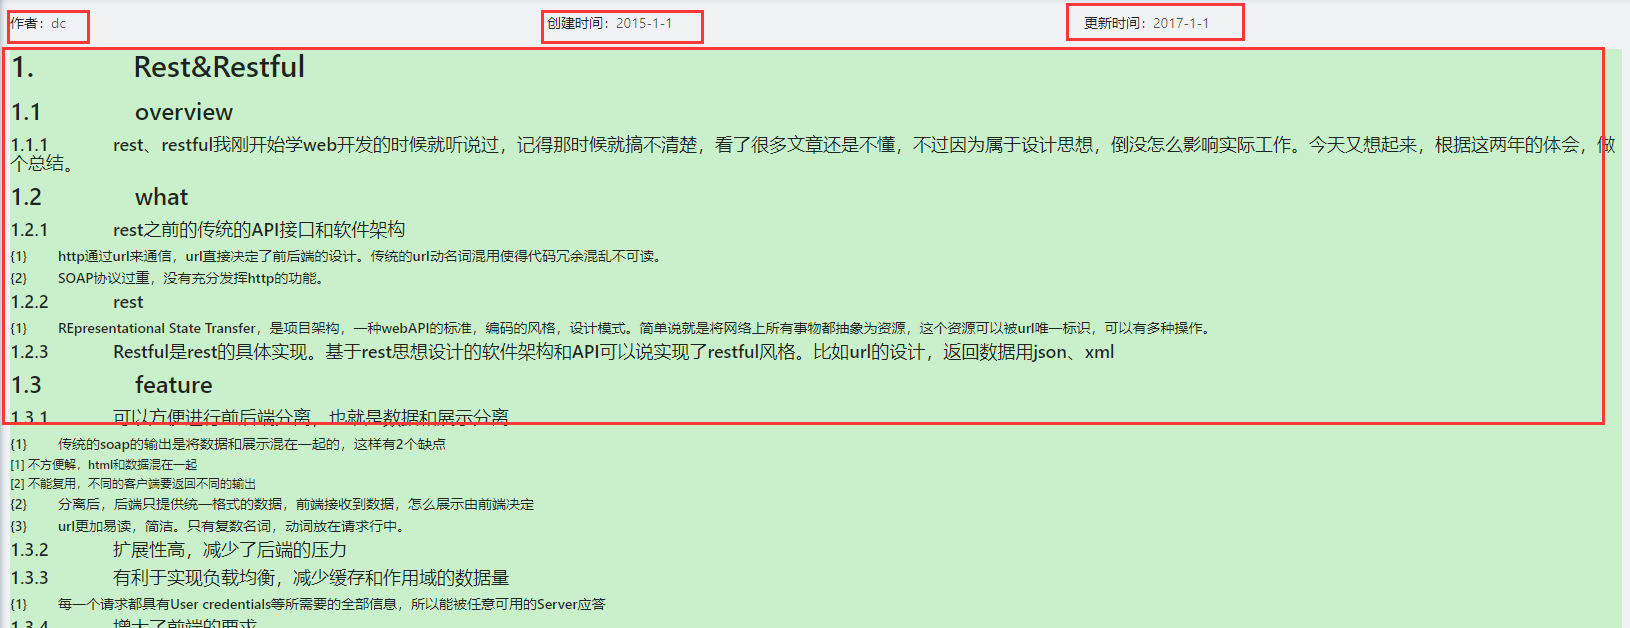 作者：dc
创建时间：2015-1-1
更新时间：2017-1-1
1. Rest&Restful
1.1 overview
1.1.1 rest、restful我刚开始学web开发的时候就听说过，记得那时候就搞不清楚，看了很多文章还是不懂，不过因为属于设计思想，倒没怎么影响实际工作。今天又想起来，根据这两年的体会，做
个总结。
1.2 what
1.2.1 rest之前的传统的API接口和软件架构
{1} http通过url来通信，url直接决定了前后端的设计。传统的url动名词混用使得代码冗余混乱不可读。
{2} SOAP协议过重，没有充分发挥http的功能。
1.2.2 rest
{1} REpresentational State Transfer，是项目架构，一种webAPI的标准，编码的风格，设计模式。简单说就是将网络上所有事物都抽象为资源，这个资源可以被url唯一标识，可以有多种操作。
1.2.3 Restful是rest的具体实现。基于rest思想设计的软件架构和API可以说实现了restful风格。比如url的设计，返回数据用json、xml
1.3 feature
1.3.1 可以方便进行前后端分离，也就是数据和展示分离
{1} 传统的soap的输出是将数据和展示混在一起的，这样有2个缺点
[1] 不方便解，html和数据混在一起
[2] 不能复用，不同的客户端要返回不同的输出
{2} 分离后，后端只提供统一格式的数据，前端接收到数据，怎么展示由前端决定
{3} url更加易读，简洁。只有复数名词，动词放在请求行中。
1.3.2 扩展性高，减少了后端的压力
1.3.3 有利于实现负载均衡，减少缓存和作用域的数据量
{1} 每一个请求都具有User credentials等所需要的全部信息，所以能被任意可用的Server应答
1.3.4 增大了前端的要求